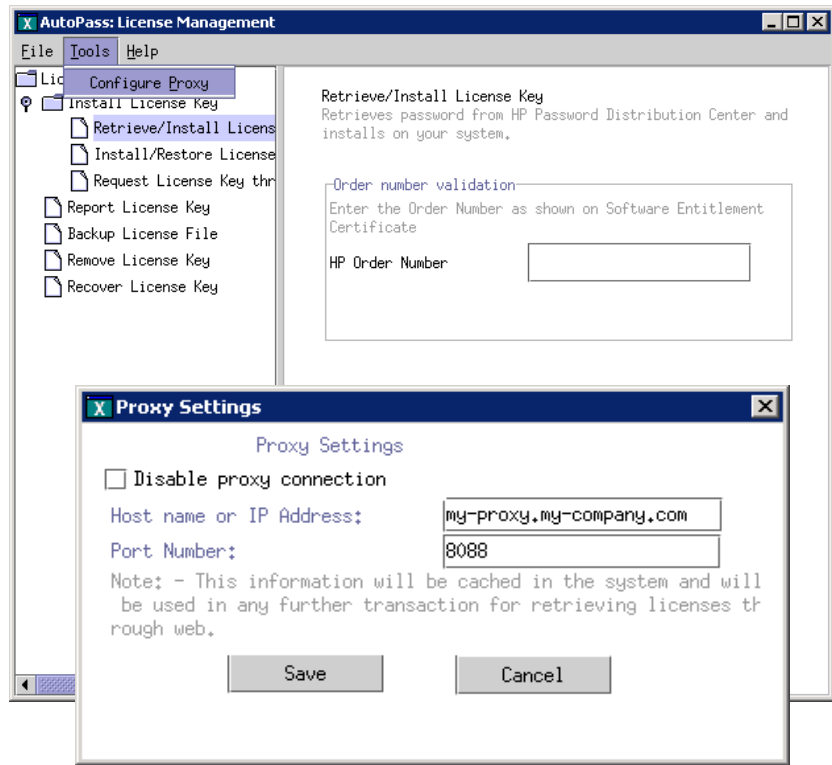 AutoPass: License Management
File Tools Help
Configure Proxy
Lic
Install License Key
Retrieve/Install Licens
Install/Restore License
Request License Key thr
Report License Key
Backup License File
Remove License Key
Recover License Key
Retrieve/Install License Key
Retrieves password from HP Password Distribution Center and
installs on your system.
Order number validation
Enter the Order Number as shown on Software Entitlement
Certificate
HP Order Number
X Proxy Settings
Proxy Settings
Disable proxy connection
Host name or IP Address: my-proxy.my-company.com
Port Number: 8088
Note: - This information will be cached in the system and will
be used in any further transaction for retrieving licenses th
rough web.
Save Cancel